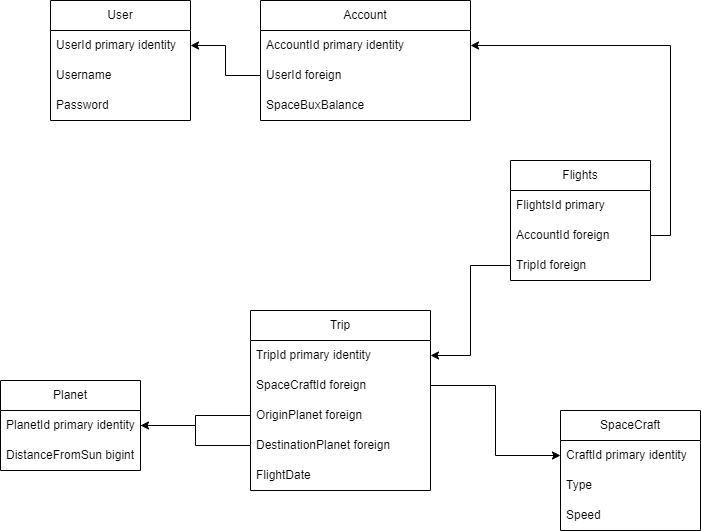 User
UserId primary identity
Username
Password
Account
AccountId primary identity
UserId foreign
SpaceBuxBalance
Flights
FlightsId primary
AccountId foreign
TripId foreign
Trip
TripId primary identity
SpaceCraftId foreign
OriginPlanet foreign
DestinationPlanet foreign
FlightDate
Planet
PlanetId primary identity
DistanceFromSun bigint
SpaceCraft
CraftId primary identity
Type
Speed